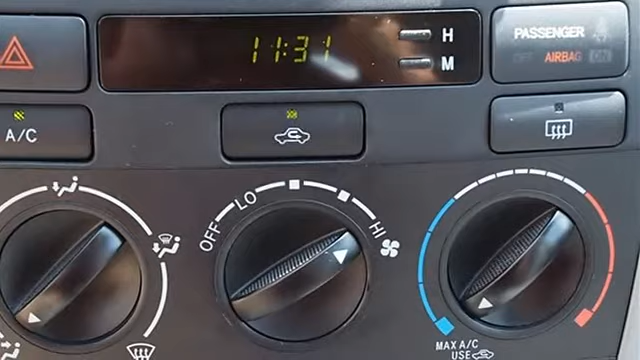 11:31
H
M
PASSENGER
OFF AIRBAG ON
A/C
OFF LO HI
MAX A/C
USE